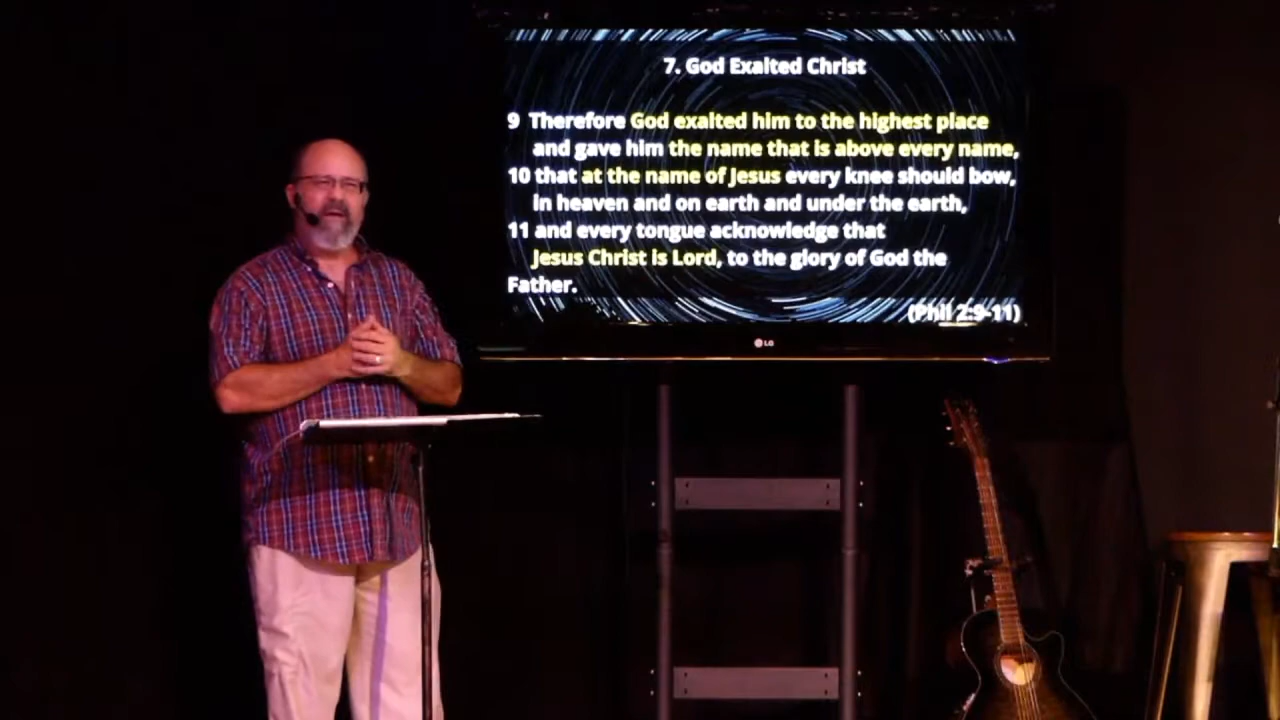 7. God Exalted Christ
9 Therefore God exalted him to the highest place
and gave him the name that is above every name,
10 that at the name of Jesus every knee should bow,
in heaven and on earth and under the earth,
11 and every tongue acknowledge that
Jesus Christ is Lord, to the glory of God the
Father.
(Phil 2:9-11)
LG